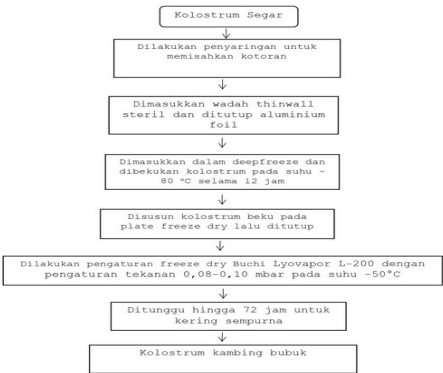 Kolostrum Segar
Dilakukan penyaringan untuk
memisahkan kotoran
Dimasukkan wadah thinwall
steril dan ditutup aluminium
foil
Dimasukkan dalam deepfreeze dan
dibekukan kolostrum pada suhu -
80 °C selama 12 jam
Disusun kolostrum beku pada
plate freeze dry lalu ditutup
Dilakukan pengaturan freeze dry Buchi Lyovapor L-200 dengan
pengaturan tekanan 0,08-0,10 mbar pada suhu -50°C
Ditunggu hingga 72 jam untuk
kering sempurna
Kolostrum kambing bubuk